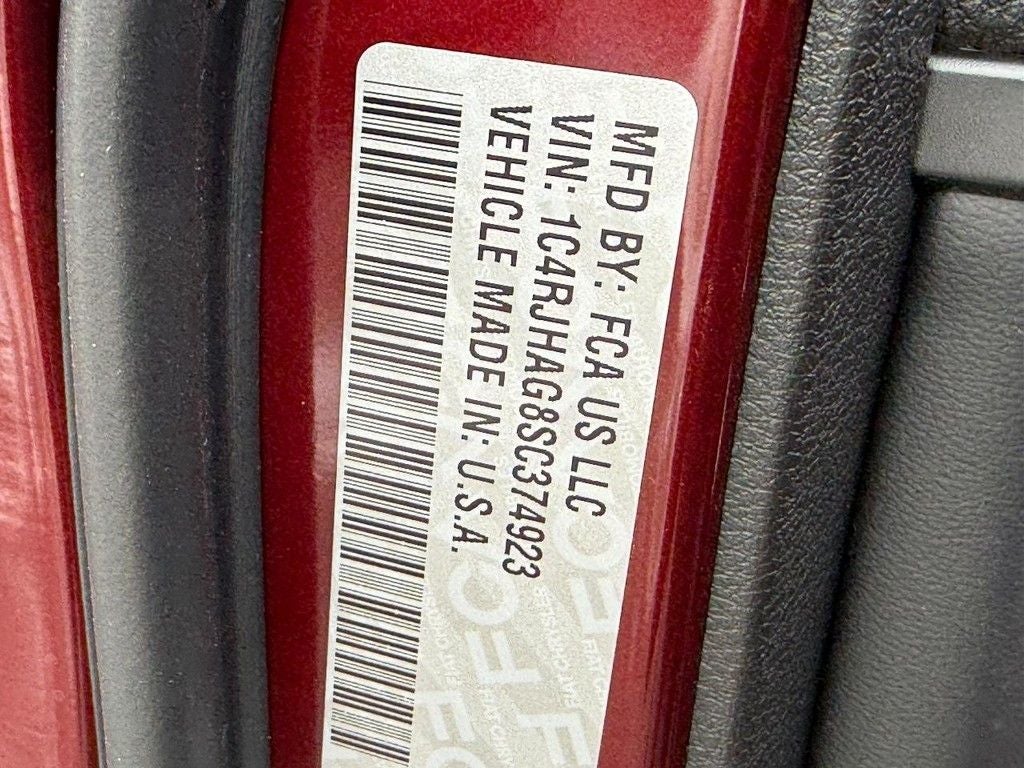 MFD BY: FCA US LLC
VIN: 1C4RJHAG8SC374923
VEHICLE MADE IN: U.S.A.